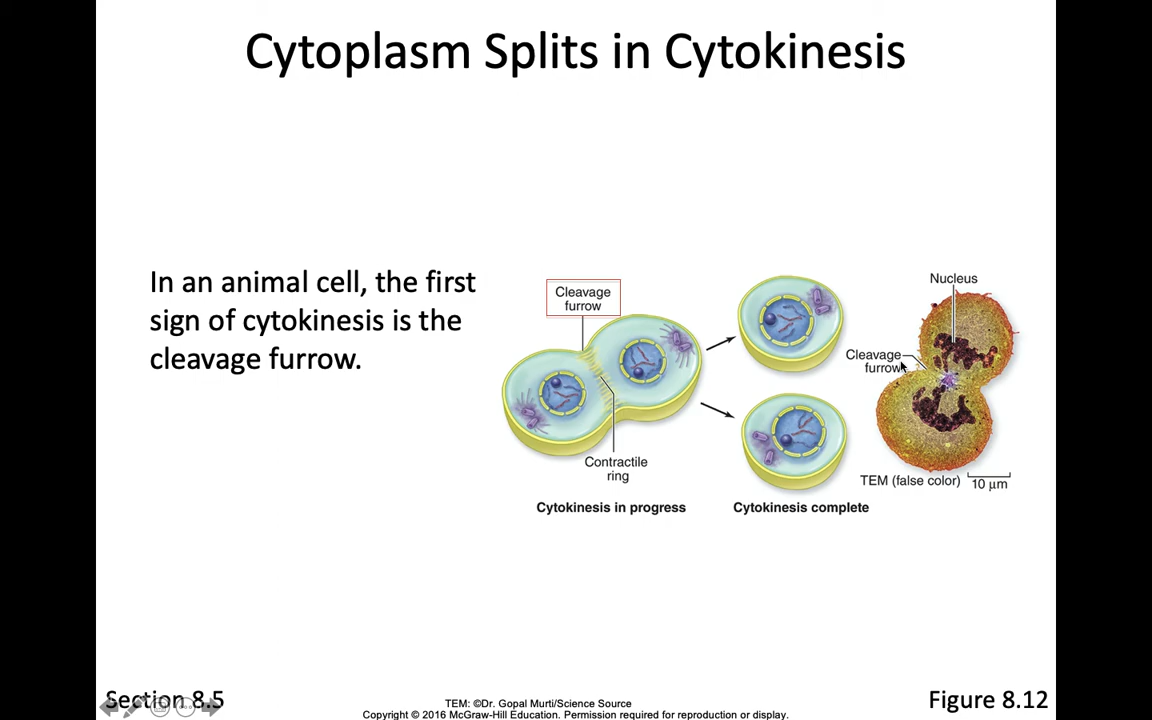 Cytoplasm Splits in Cytokinesis
In an animal cell, the first
sign of cytokinesis is the
cleavage furrow.
Cleavage
furrow
Contractile
ring
Cytokinesis in progress
Cytokinesis complete
Nucleus
Cleavage
furrow
TEM (false color)
10 μm
Section 8.5
TEM: ©Dr. Gopal Murti/Science Source
Copyright © 2016 McGraw-Hill Education. Permission required for reproduction or display.
Figure 8.12